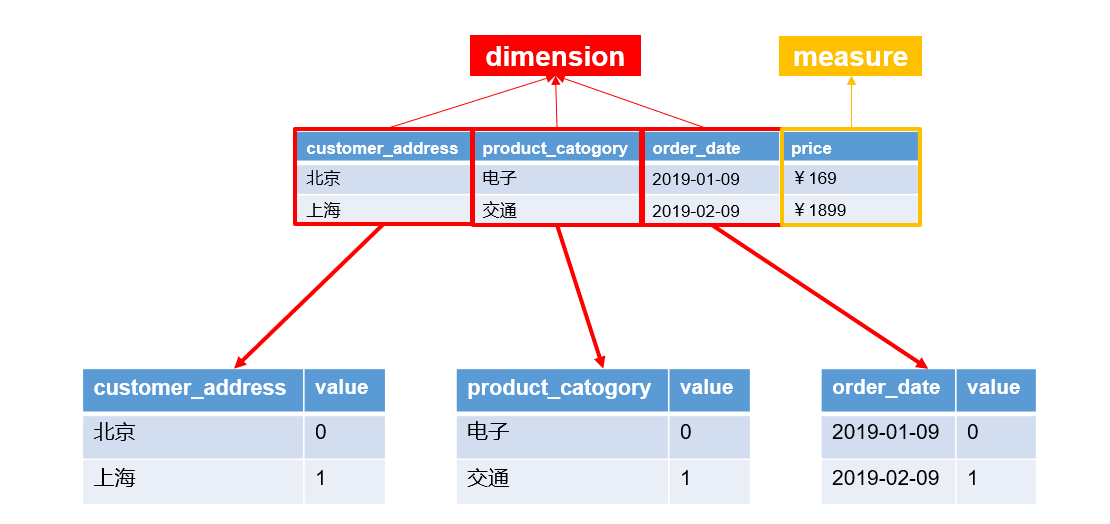 dimension measure
customer_address product_catogory order_date price
北京 电子 2019-01-09 ￥169
上海 交通 2019-02-09 ￥1899
customer_address value product_catogory value order_date value
北京 0 电子 0 2019-01-09 0
上海 1 交通 1 2019-02-09 1